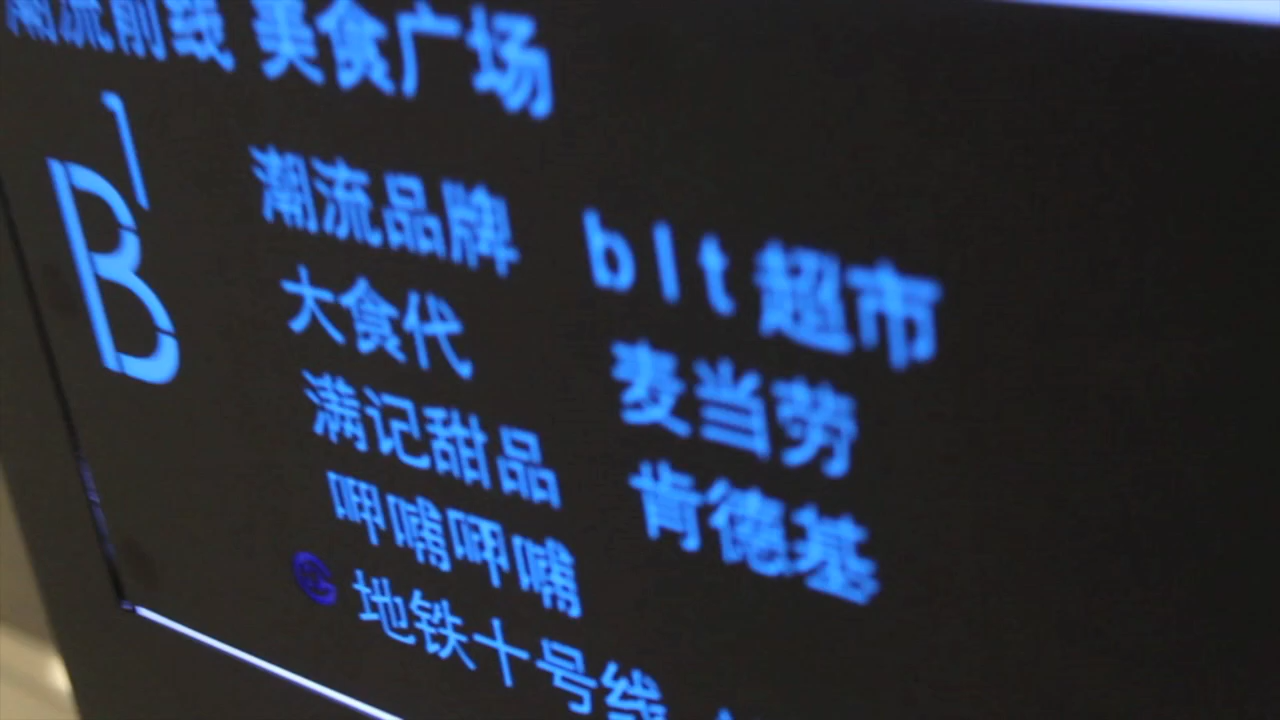 潮流前线 美食广场
B1
潮流品牌 blt超市
大食代 麦当劳
满记甜品 肯德基
呷哺呷哺
地铁十号线